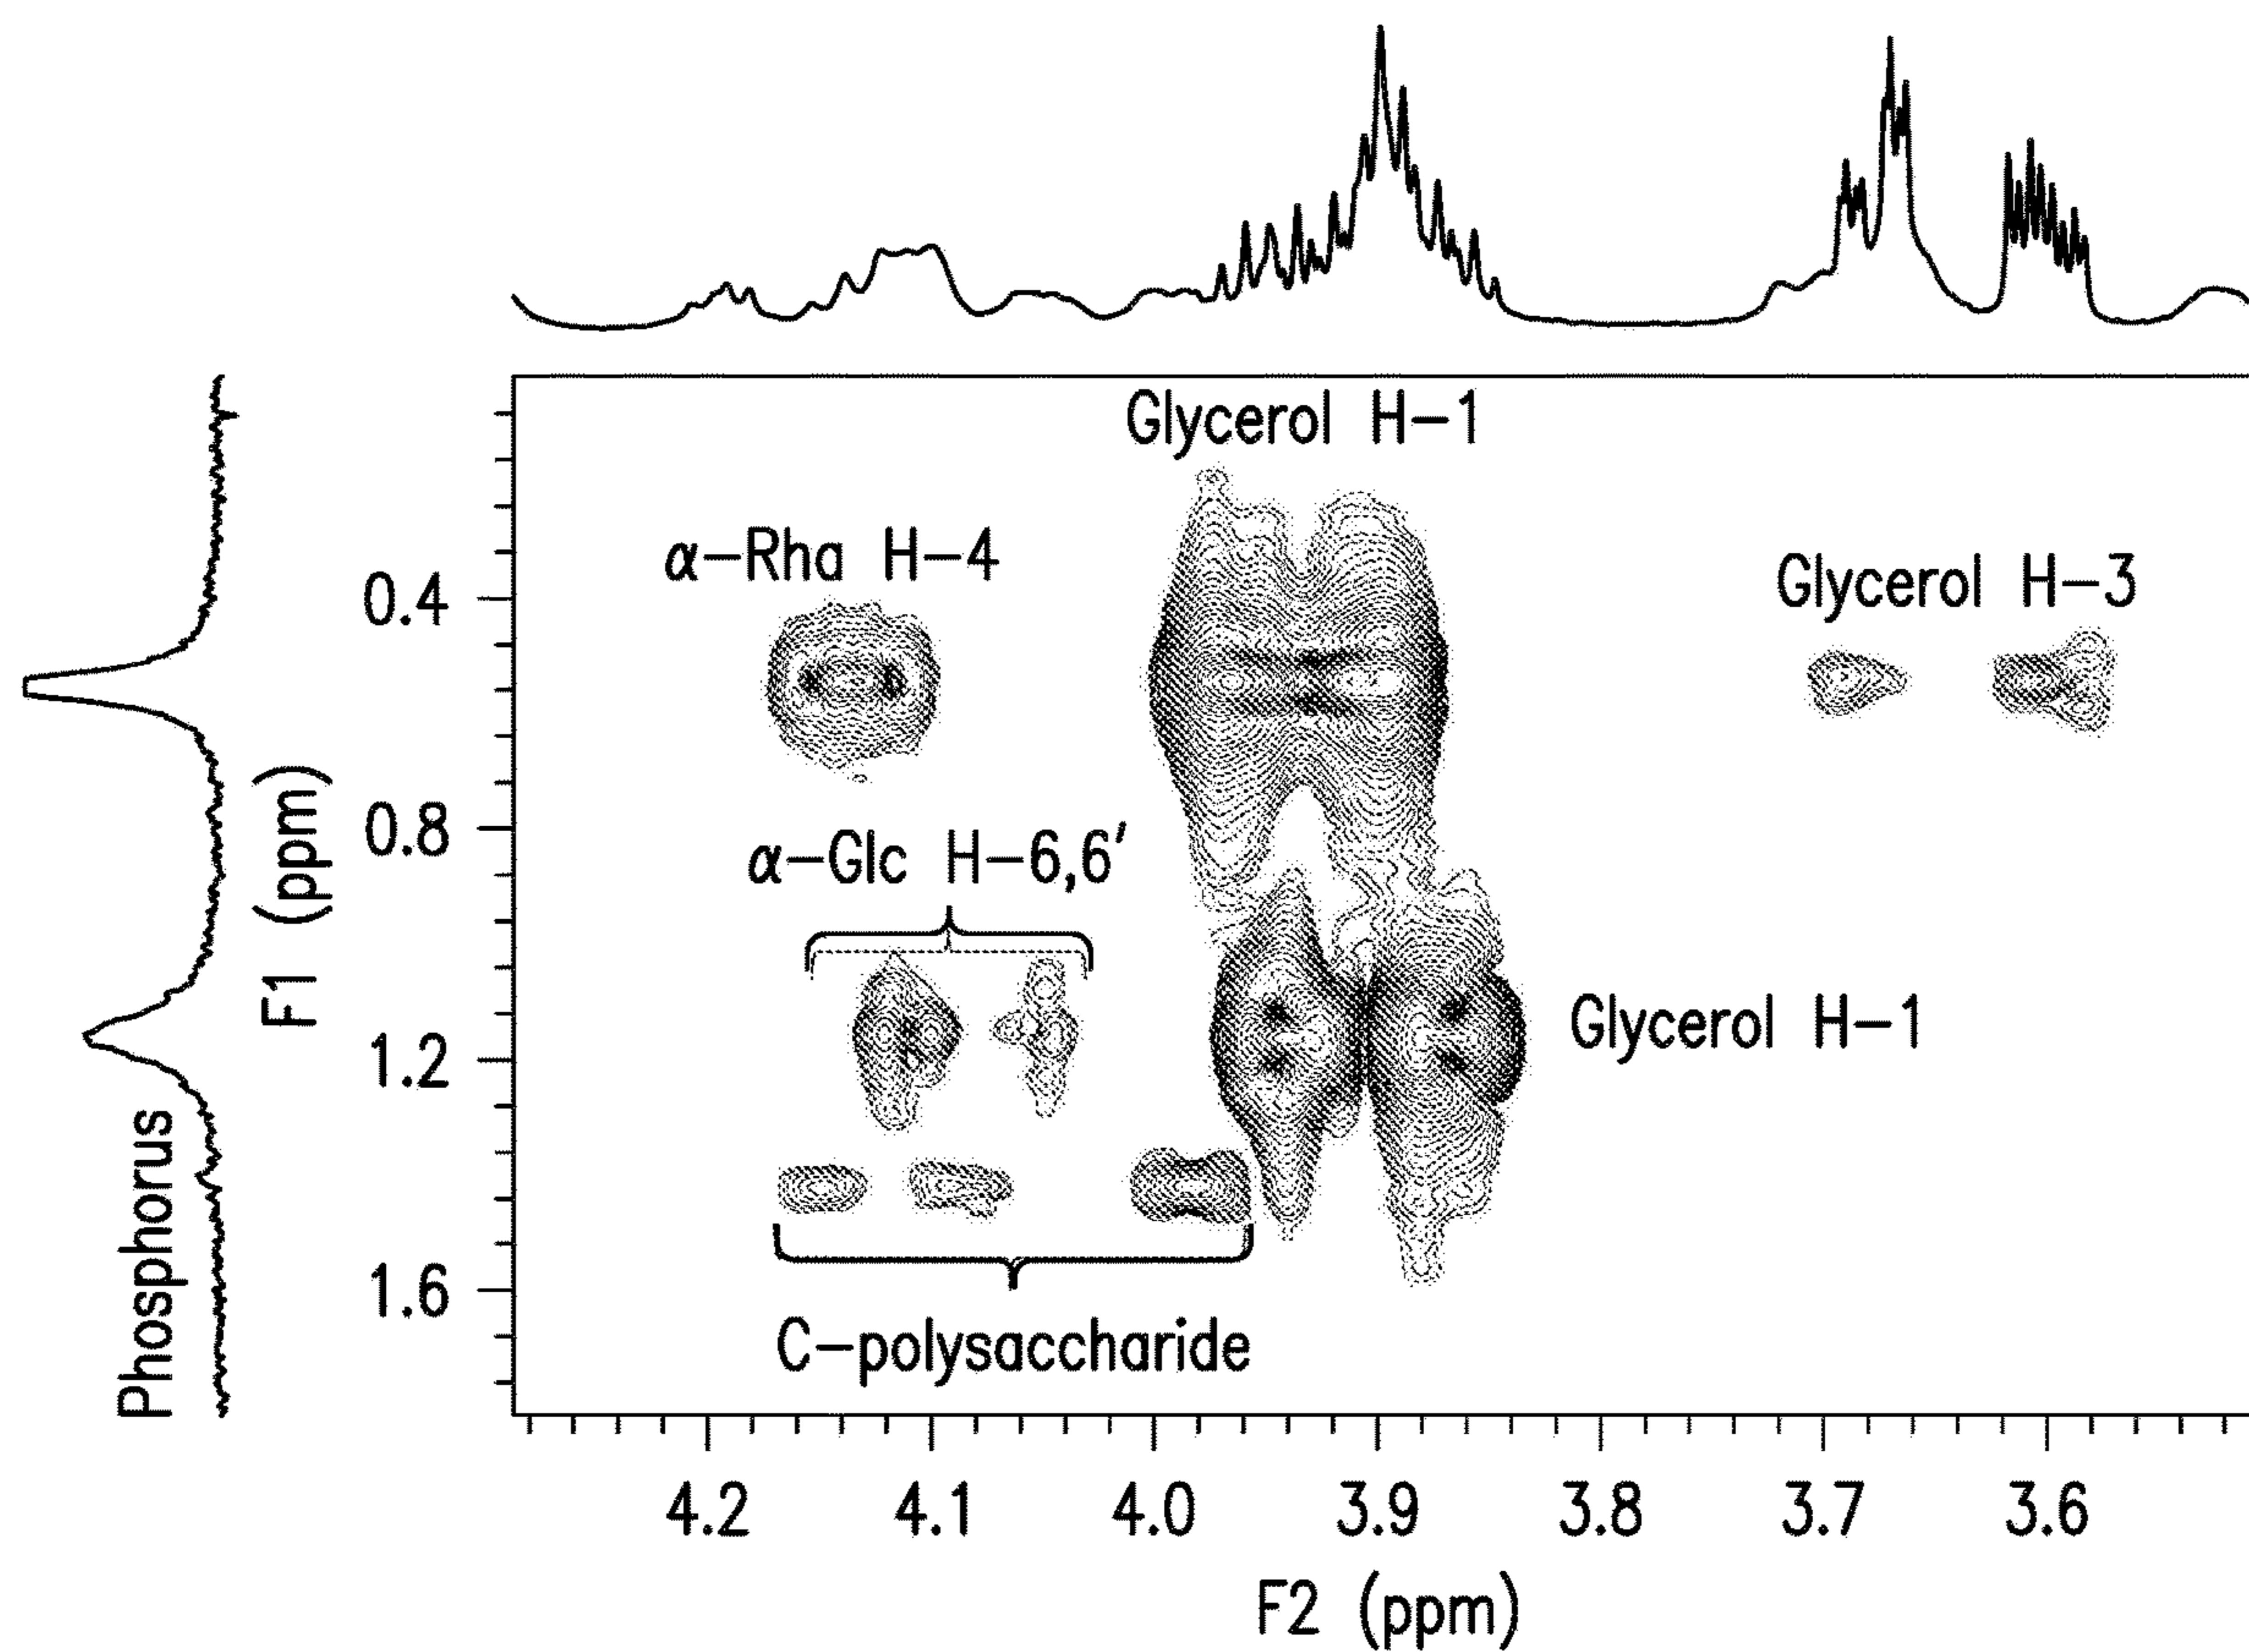 Glycerol H-1
α-Rha H-4
Glycerol H-3
0.4
0.8
α-Glc H-6,6′
F1 (ppm)
Glycerol H-1
1.2
Phosphorus
1.6
C-polysaccharide
4.2 4.1 4.0 3.9 3.8 3.7 3.6
F2 (ppm)